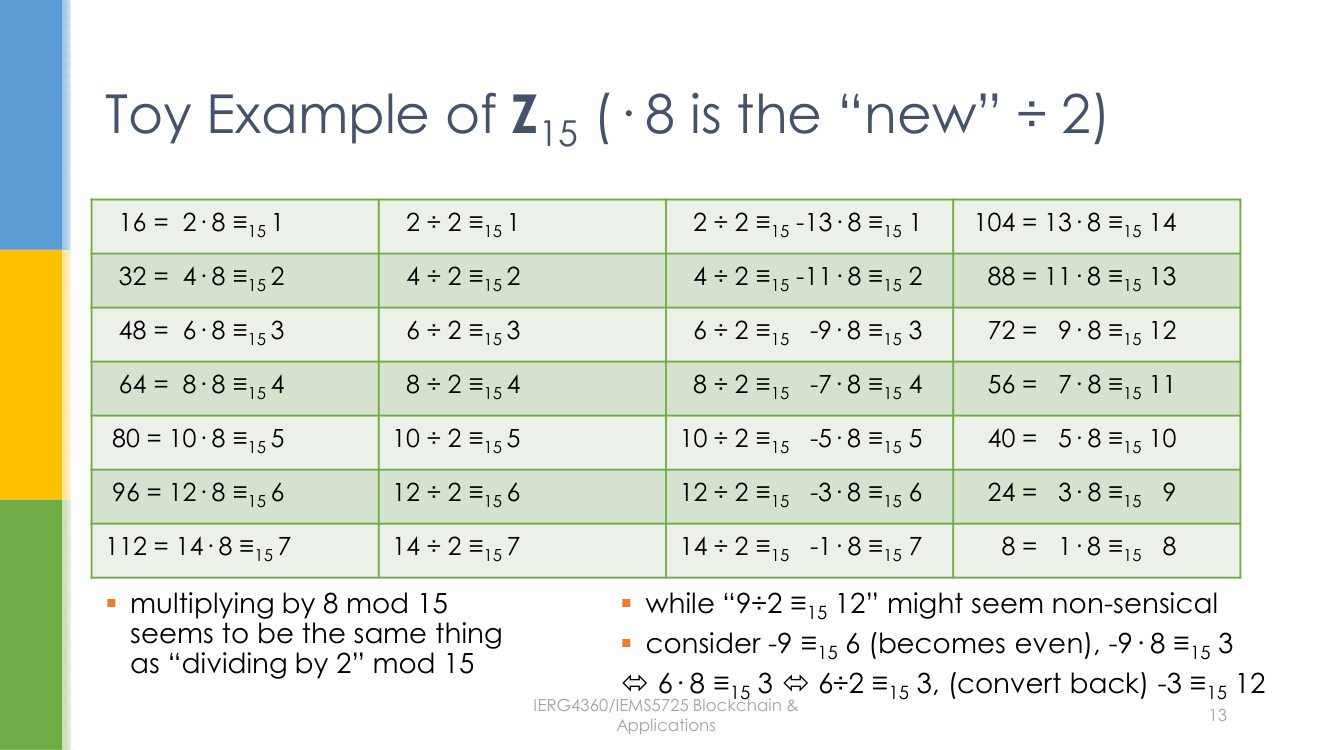 Toy Example of Z15 (·8 is the “new” ÷ 2)
16 = 2·8 ≡15 1 2 ÷ 2 ≡15 1 2 ÷ 2 ≡15 -13·8 ≡15 1 104 = 13·8 ≡15 14
32 = 4·8 ≡15 2 4 ÷ 2 ≡15 2 4 ÷ 2 ≡15 -11·8 ≡15 2 88 = 11·8 ≡15 13
48 = 6·8 ≡15 3 6 ÷ 2 ≡15 3 6 ÷ 2 ≡15 -9·8 ≡15 3 72 = 9·8 ≡15 12
64 = 8·8 ≡15 4 8 ÷ 2 ≡15 4 8 ÷ 2 ≡15 -7·8 ≡15 4 56 = 7·8 ≡15 11
80 = 10·8 ≡15 5 10 ÷ 2 ≡15 5 10 ÷ 2 ≡15 -5·8 ≡15 5 40 = 5·8 ≡15 10
96 = 12·8 ≡15 6 12 ÷ 2 ≡15 6 12 ÷ 2 ≡15 -3·8 ≡15 6 24 = 3·8 ≡15 9
112 = 14·8 ≡15 7 14 ÷ 2 ≡15 7 14 ÷ 2 ≡15 -1·8 ≡15 7 8 = 1·8 ≡15 8
▪ multiplying by 8 mod 15
seems to be the same thing
as “dividing by 2” mod 15
▪ while “9÷2 ≡15 12” might seem non-sensical
▪ consider -9 ≡15 6 (becomes even), -9·8 ≡15 3
⬄ 6·8 ≡15 3 ⬄ 6÷2 ≡15 3, (convert back) -3 ≡15 12
IERG4360/IEMS5725 Blockchain &
Applications
13